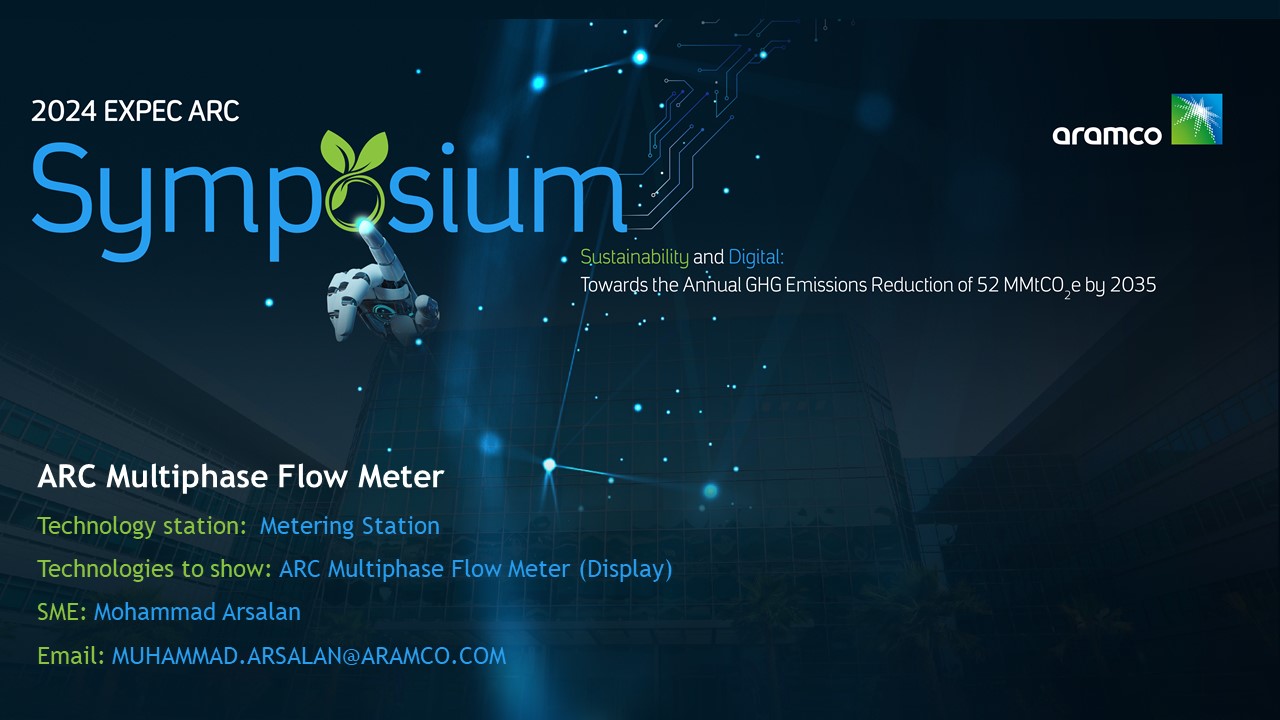 2024 EXPEC ARC
Symposium
aramco
Sustainability and Digital:
Towards the Annual GHG Emissions Reduction of 52 MMtCO₂e by 2035
ARC Multiphase Flow Meter
Technology station: Metering Station
Technologies to show: ARC Multiphase Flow Meter (Display)
SME: Mohammad Arsalan
Email: MUHAMMAD.ARSALAN@ARAMCO.COM